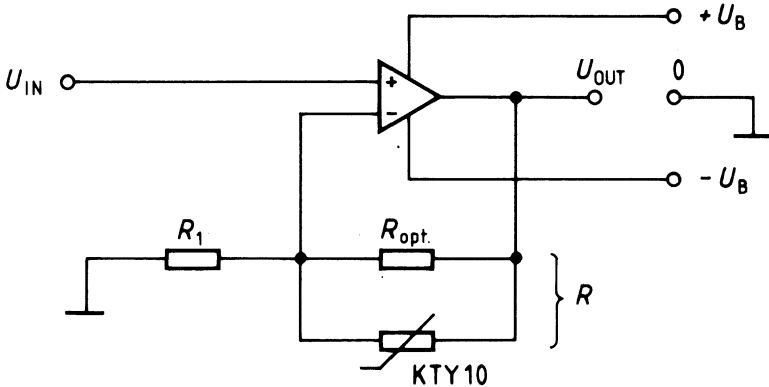 +U_B
U_IN
+
U_OUT
0
−
− U_B
R_1
R_opt.
R
KTY10